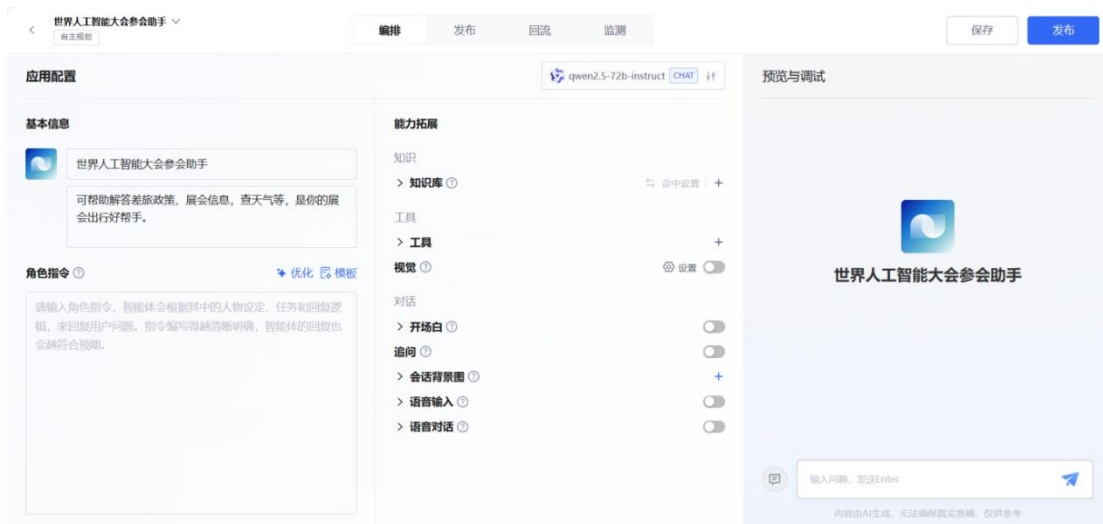 世界人工智能大会参会助手
自主规划
编排
发布
回流
监测
保存
发布
应用配置
qwen2.5-72b-instruct CHAT
预览与调试
基本信息
世界人工智能大会参会助手
可帮助解答差旅政策、展会信息，查天气等，是你的展
会出行好帮手。
角色指令
优化
模板
请输入角色指令，智能体会根据其中的人物设定、任务和回复逻
辑，来回复用户问题。指令编写得越清晰明确，智能体的回复也
会越符合预期。
能力拓展
知识
知识库
命中设置
工具
工具
视觉
设置
对话
开场白
追问
会话背景图
语音输入
语音对话
世界人工智能大会参会助手
输入问题，发送Enter
内容由AI生成，无法确保真实准确，仅供参考